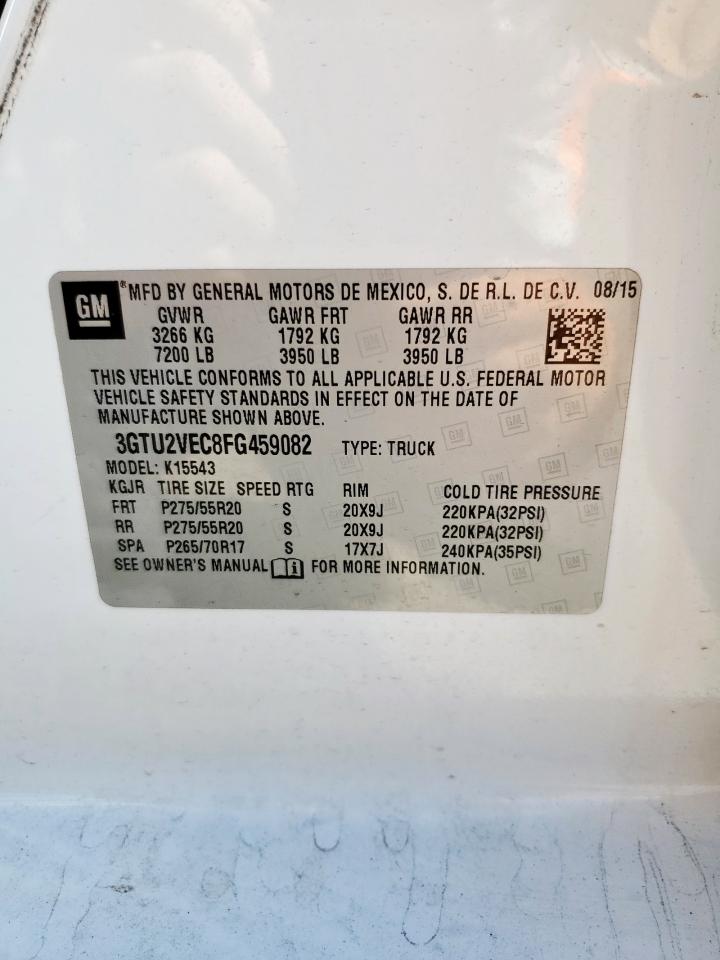 GM ® MFD BY GENERAL MOTORS DE MEXICO, S. DE R.L. DE C.V. 08/15
GVWR GAWR FRT GAWR RR
3266 KG 1792 KG 1792 KG
7200 LB 3950 LB 3950 LB
THIS VEHICLE CONFORMS TO ALL APPLICABLE U.S. FEDERAL MOTOR
VEHICLE SAFETY STANDARDS IN EFFECT ON THE DATE OF
MANUFACTURE SHOWN ABOVE.
3GTU2VEC8FG459082 TYPE: TRUCK
MODEL: K15543
KGJR TIRE SIZE SPEED RTG RIM COLD TIRE PRESSURE
FRT P275/55R20 S 20X9J 220KPA(32PSI)
RR P275/55R20 S 20X9J 220KPA(32PSI)
SPA P265/70R17 S 17X7J 240KPA(35PSI)
SEE OWNER'S MANUAL FOR MORE INFORMATION.